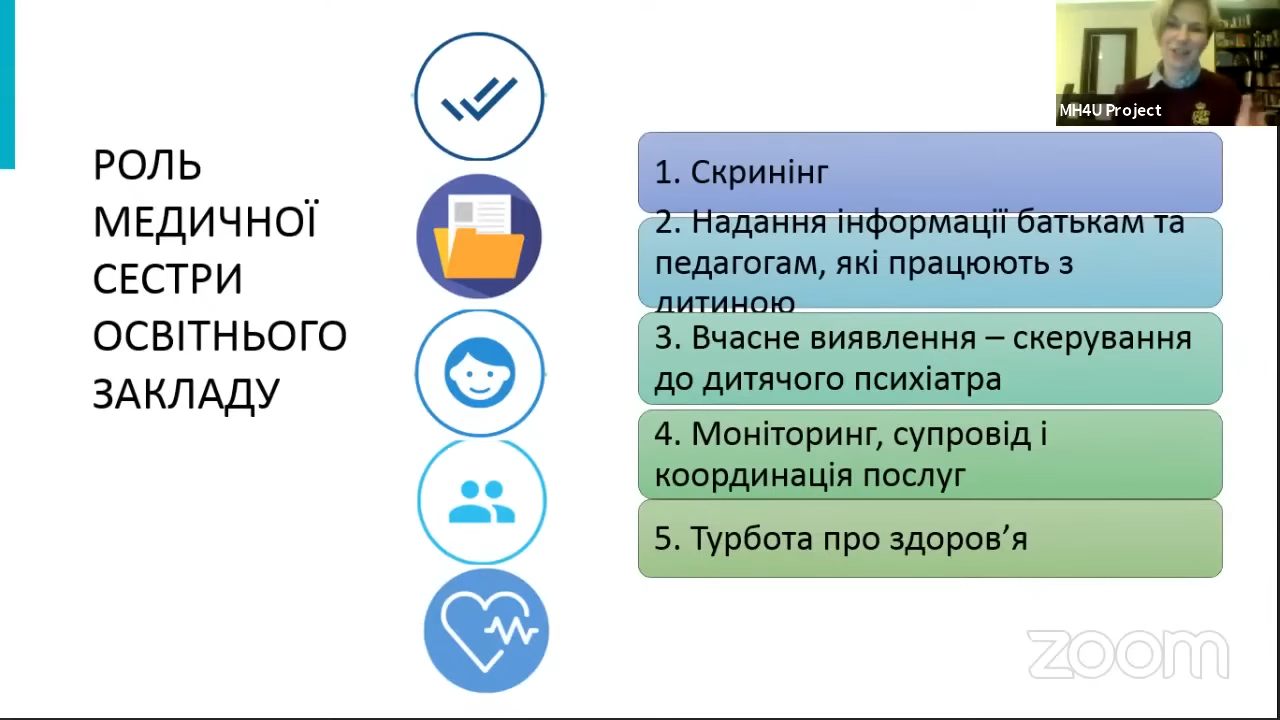 MH4U Project
РОЛЬ
МЕДИЧНОЇ
СЕСТРИ
ОСВІТНЬОГО
ЗАКЛАДУ
1. Скринінг
2. Надання інформації батькам та
педагогам, які працюють з
дитиною
3. Вчасне виявлення – скерування
до дитячого психіатра
4. Моніторинг, супровід і
координація послуг
5. Турбота про здоров’я
zoom